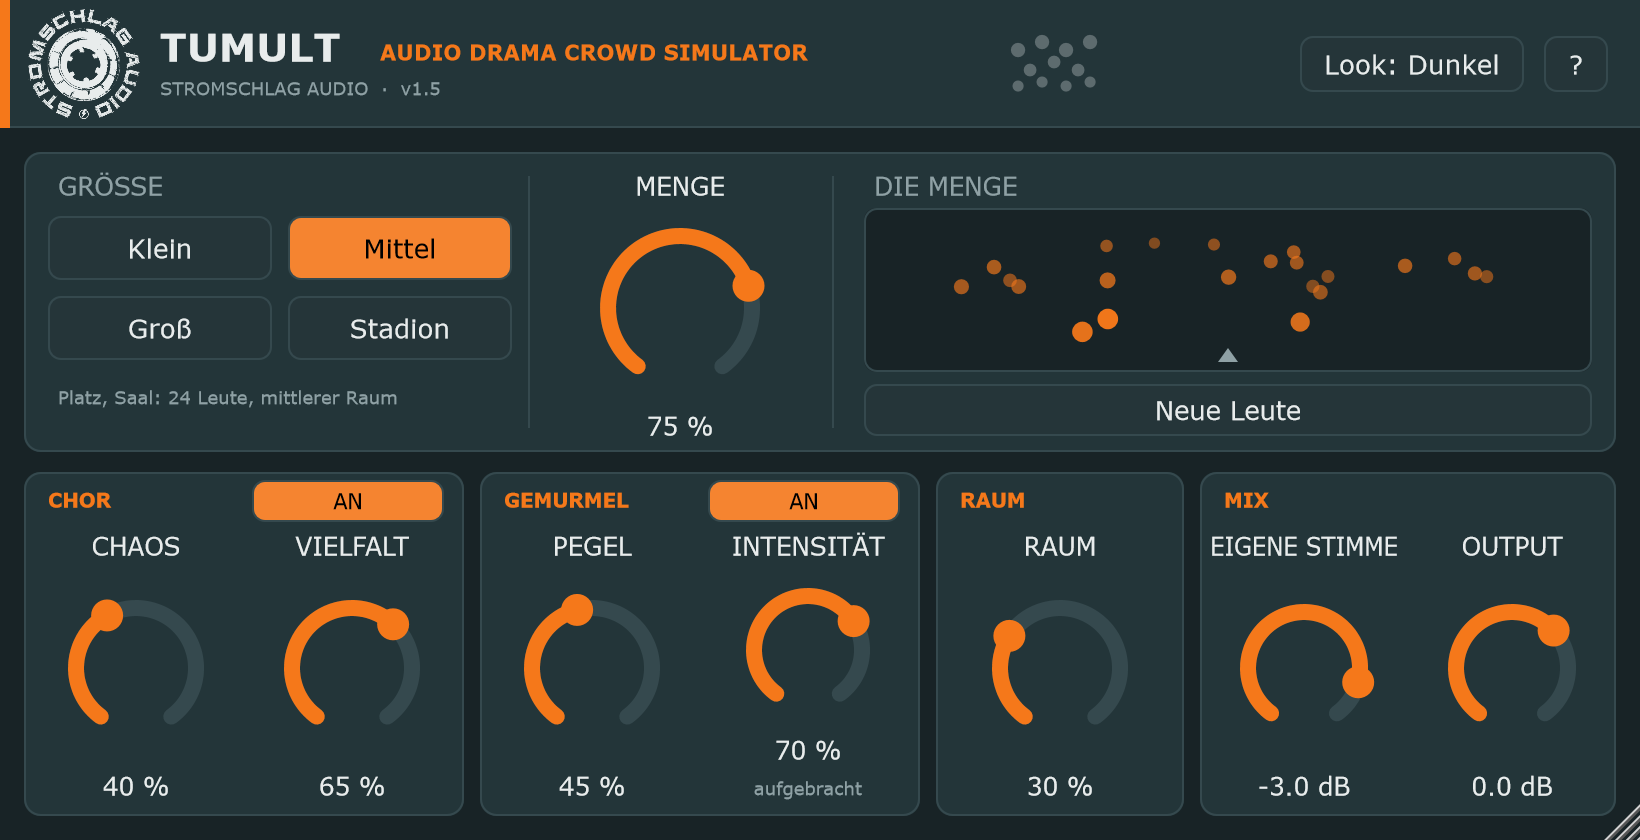 STROMSCHLAG AUDIO
TUMULT
AUDIO DRAMA CROWD SIMULATOR
STROMSCHLAG AUDIO · v1.5
Look: Dunkel
?
GRÖSSE
Klein
Mittel
Groß
Stadion
Platz, Saal: 24 Leute, mittlerer Raum
MENGE
75 %
DIE MENGE
Neue Leute
CHOR
AN
CHAOS
VIELFALT
40 %
65 %
GEMURMEL
AN
PEGEL
INTENSITÄT
45 %
70 %
aufgebracht
RAUM
RAUM
30 %
MIX
EIGENE STIMME
OUTPUT
-3.0 dB
0.0 dB